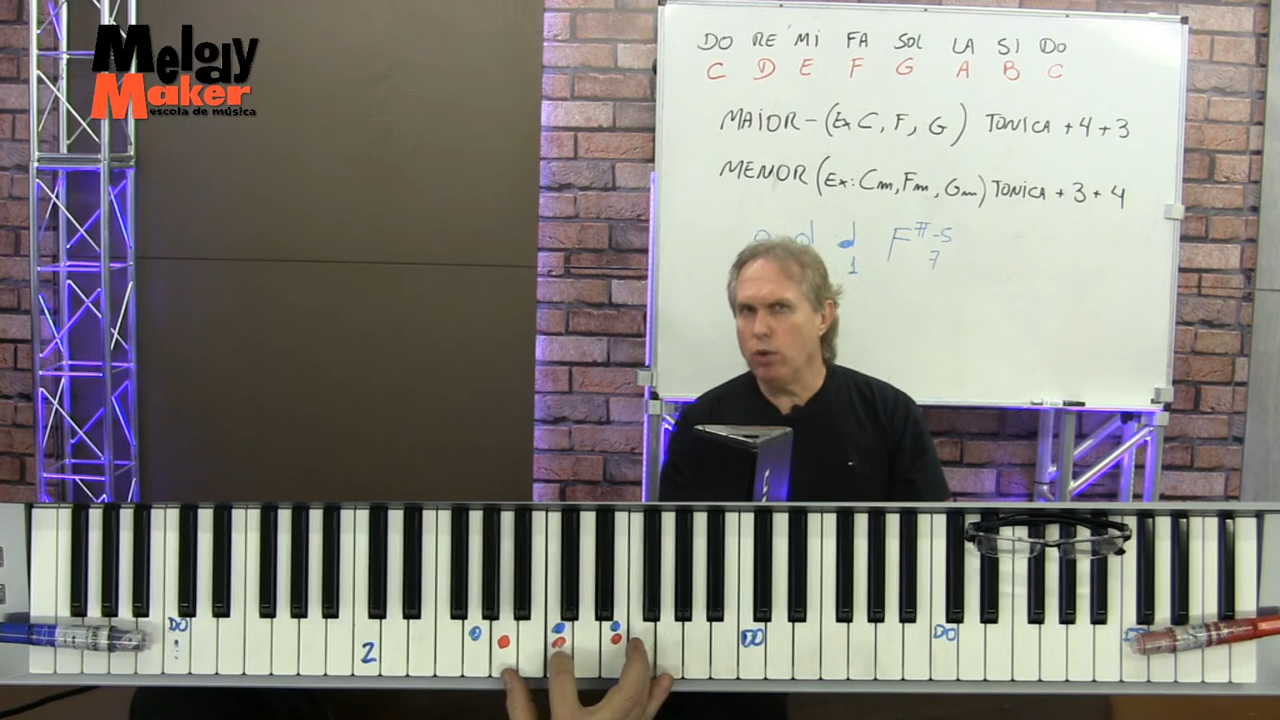 Melody
Maker
escola de música
DO RE MI FA SOL LA SI DO
C D E F G A B C
MAIOR - (Ex C, F, G) TONICA + 4 + 3
MENOR (Ex: Cm, Fm, Gm) TONICA + 3 + 4
F#-5
1 7
DO
2
DO
DO